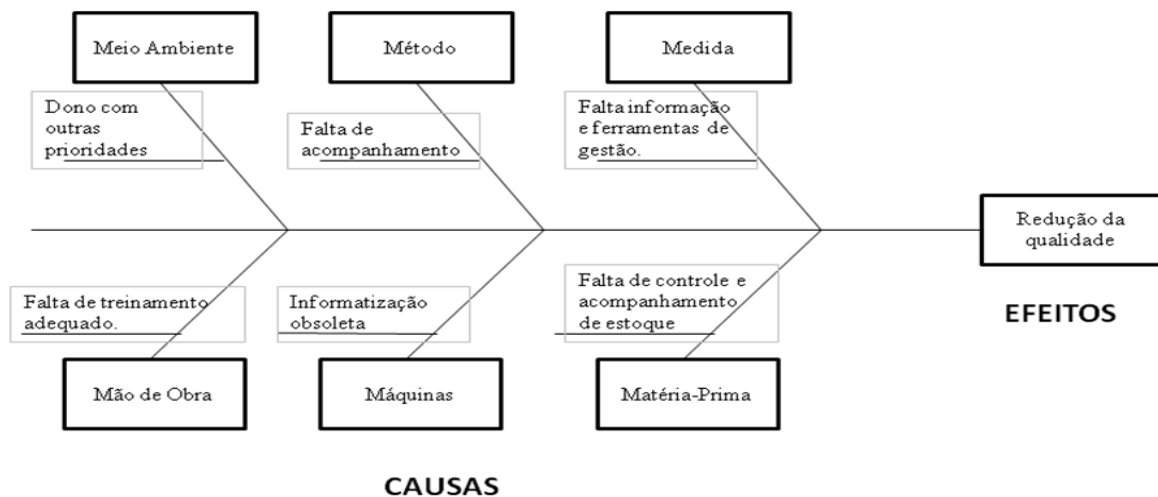 Meio Ambiente
Método
Medida
Dono com
outras
prioridades
Falta de
acompanhamento
Falta informação
e ferramentas de
gestão.
Redução da
qualidade
EFEITOS
Falta de treinamento
adequado.
Informatização
obsoleta
Falta de controle e
acompanhamento
de estoque
Mão de Obra
Máquinas
Matéria-Prima
CAUSAS